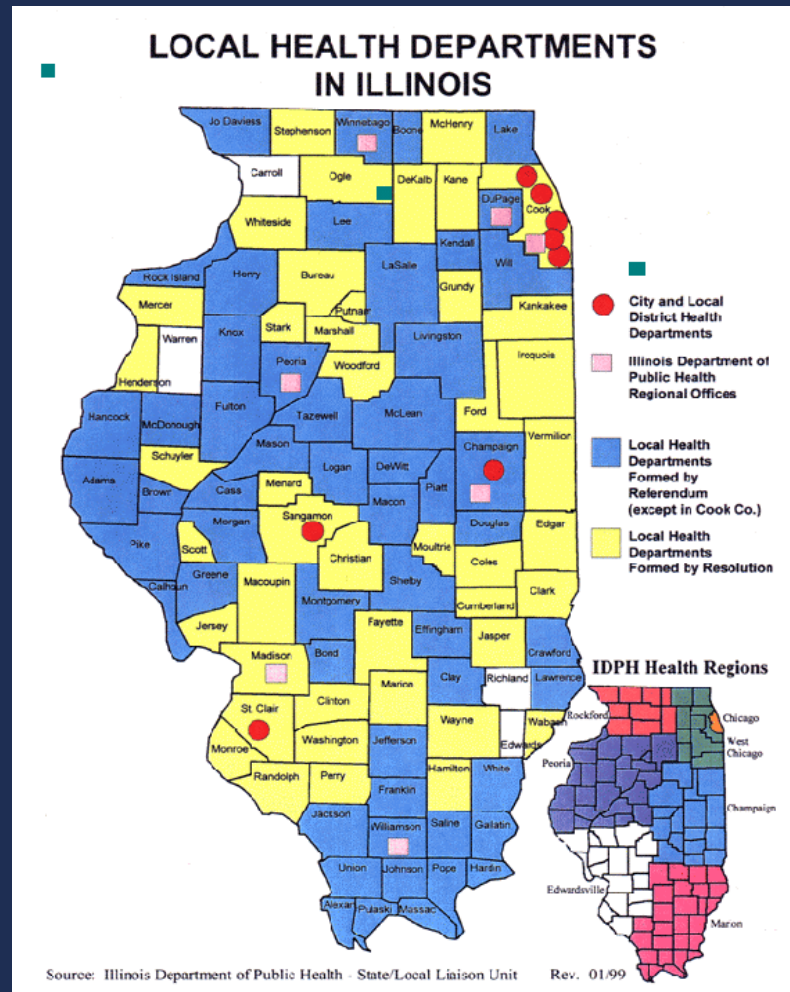 LOCAL HEALTH DEPARTMENTS
IN ILLINOIS
Jo Daviess
Stephenson
Winnebago
Boone
McHenry
Lake
Carroll
Ogle
DeKalb
Kane
DuPage
Cook
Whiteside
Lee
Kendall
Will
Rock Island
Henry
Bureau
LaSalle
Grundy
Mercer
Putnam
Kankakee
Warren
Knox
Stark
Marshall
Livingston
Henderson
Peoria
Woodford
Iroquois
Hancock
McDonough
Fulton
Tazewell
McLean
Ford
Mason
Champaign
Vermilion
Schuyler
Adams
Brown
Cass
Menard
Logan
DeWitt
Piatt
Macon
Sangamon
Morgan
Douglas
Edgar
Pike
Scott
Christian
Moultrie
Coles
Greene
Macoupin
Shelby
Clark
Calhoun
Montgomery
Cumberland
Jersey
Fayette
Effingham
Jasper
Crawford
Madison
Bond
Clay
Richland
Lawrence
Marion
St. Clair
Clinton
Wayne
Wabash
Edwards
Monroe
Washington
Jefferson
Randolph
Perry
Hamilton
White
Franklin
Jackson
Williamson
Saline
Gallatin
Union
Johnson
Pope
Hardin
Alexan
Pulaski
Massac
City and Local
District Health
Departments
Illinois Department of
Public Health
Regional Offices
Local Health
Departments
Formed by
Referendum
(except in Cook Co.)
Local Health
Departments
Formed by Resolution
IDPH Health Regions
Rockford
Chicago
West
Chicago
Peoria
Champaign
Edwardsville
Marion
Source: Illinois Department of Public Health - State/Local Liaison Unit Rev. 01/99